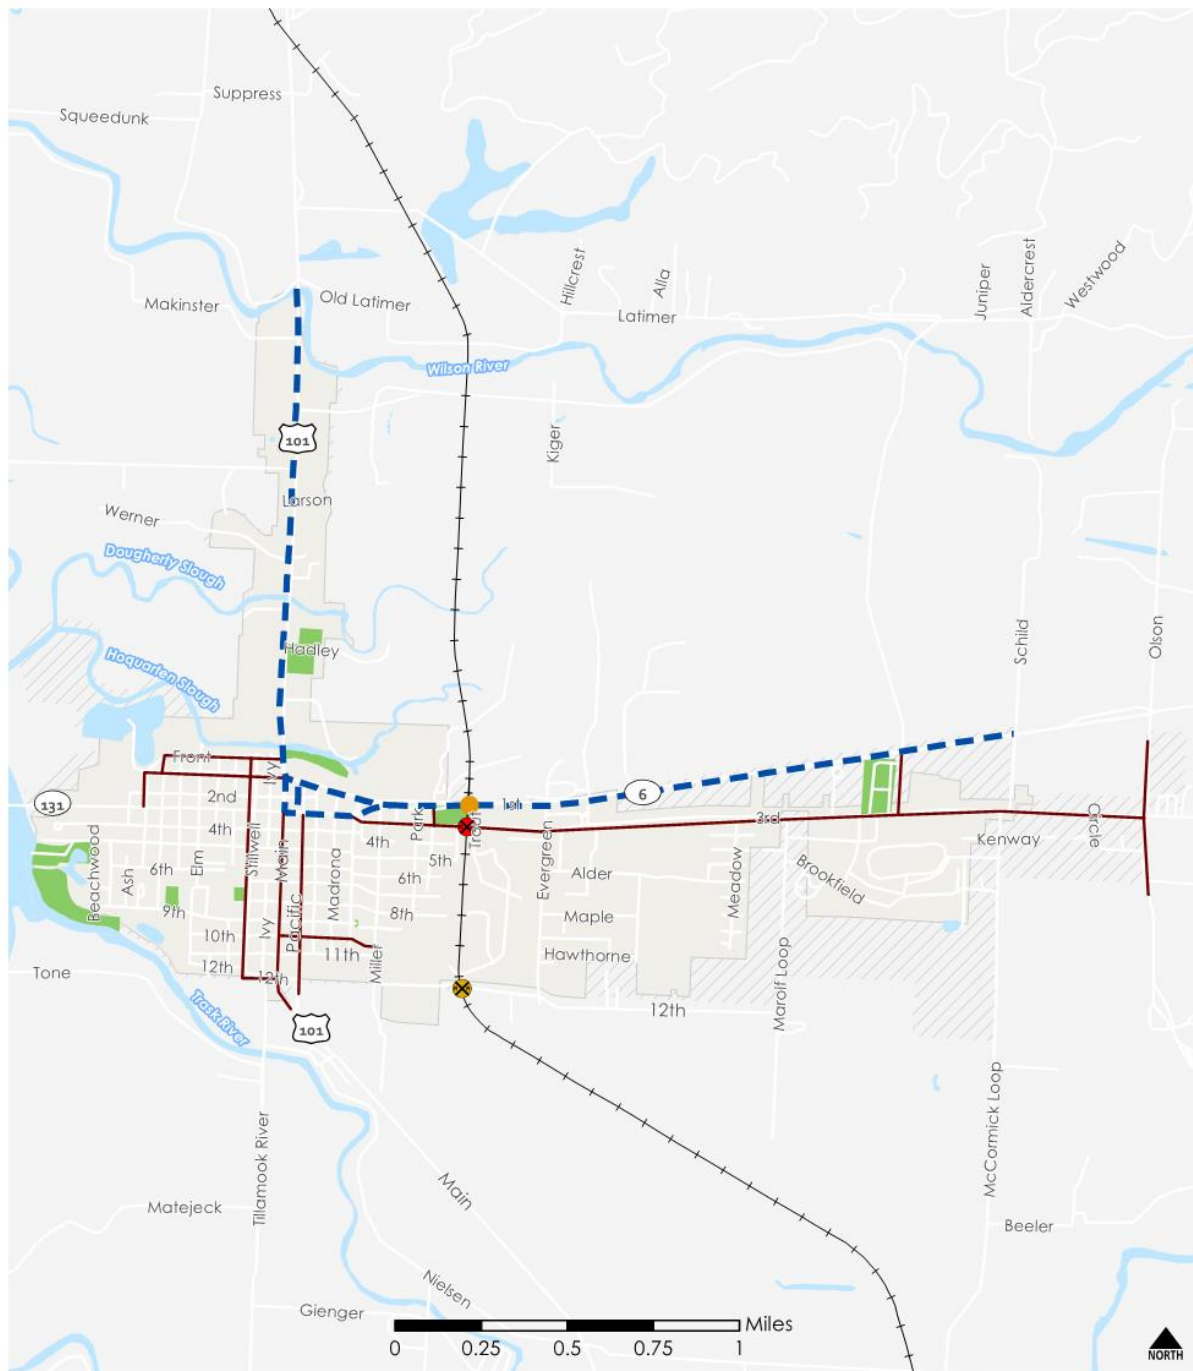 Suppress
Squeedunk
Makinster
Old Latimer
Hillcrest
Alla
Latimer
Juniper
Aldercrest
Westwood
Wilson River
101
Kiger
Larson
Werner
Dougherty Slough
Hadley
Hoquarten Slough
Schild
Olson
Front
Ivy
2nd
131
6
1st
Park
Trout
3rd
Circle
Kenway
4th
4th
5th
Stillwell
Main
Beachwood
Ash
6th
Elm
Madrona
6th
Evergreen
Alder
Meadow
Brookfield
9th
8th
Maple
Pacific
Ivy
10th
11th
Miller
Hawthorne
12th
12th
Tone
Trask River
101
12th
Marolf Loop
McCormick Loop
Tillamook River
Main
Matejeck
Beeler
Nielsen
Gienger
Miles
0 0.25 0.5 0.75 1
NORTH